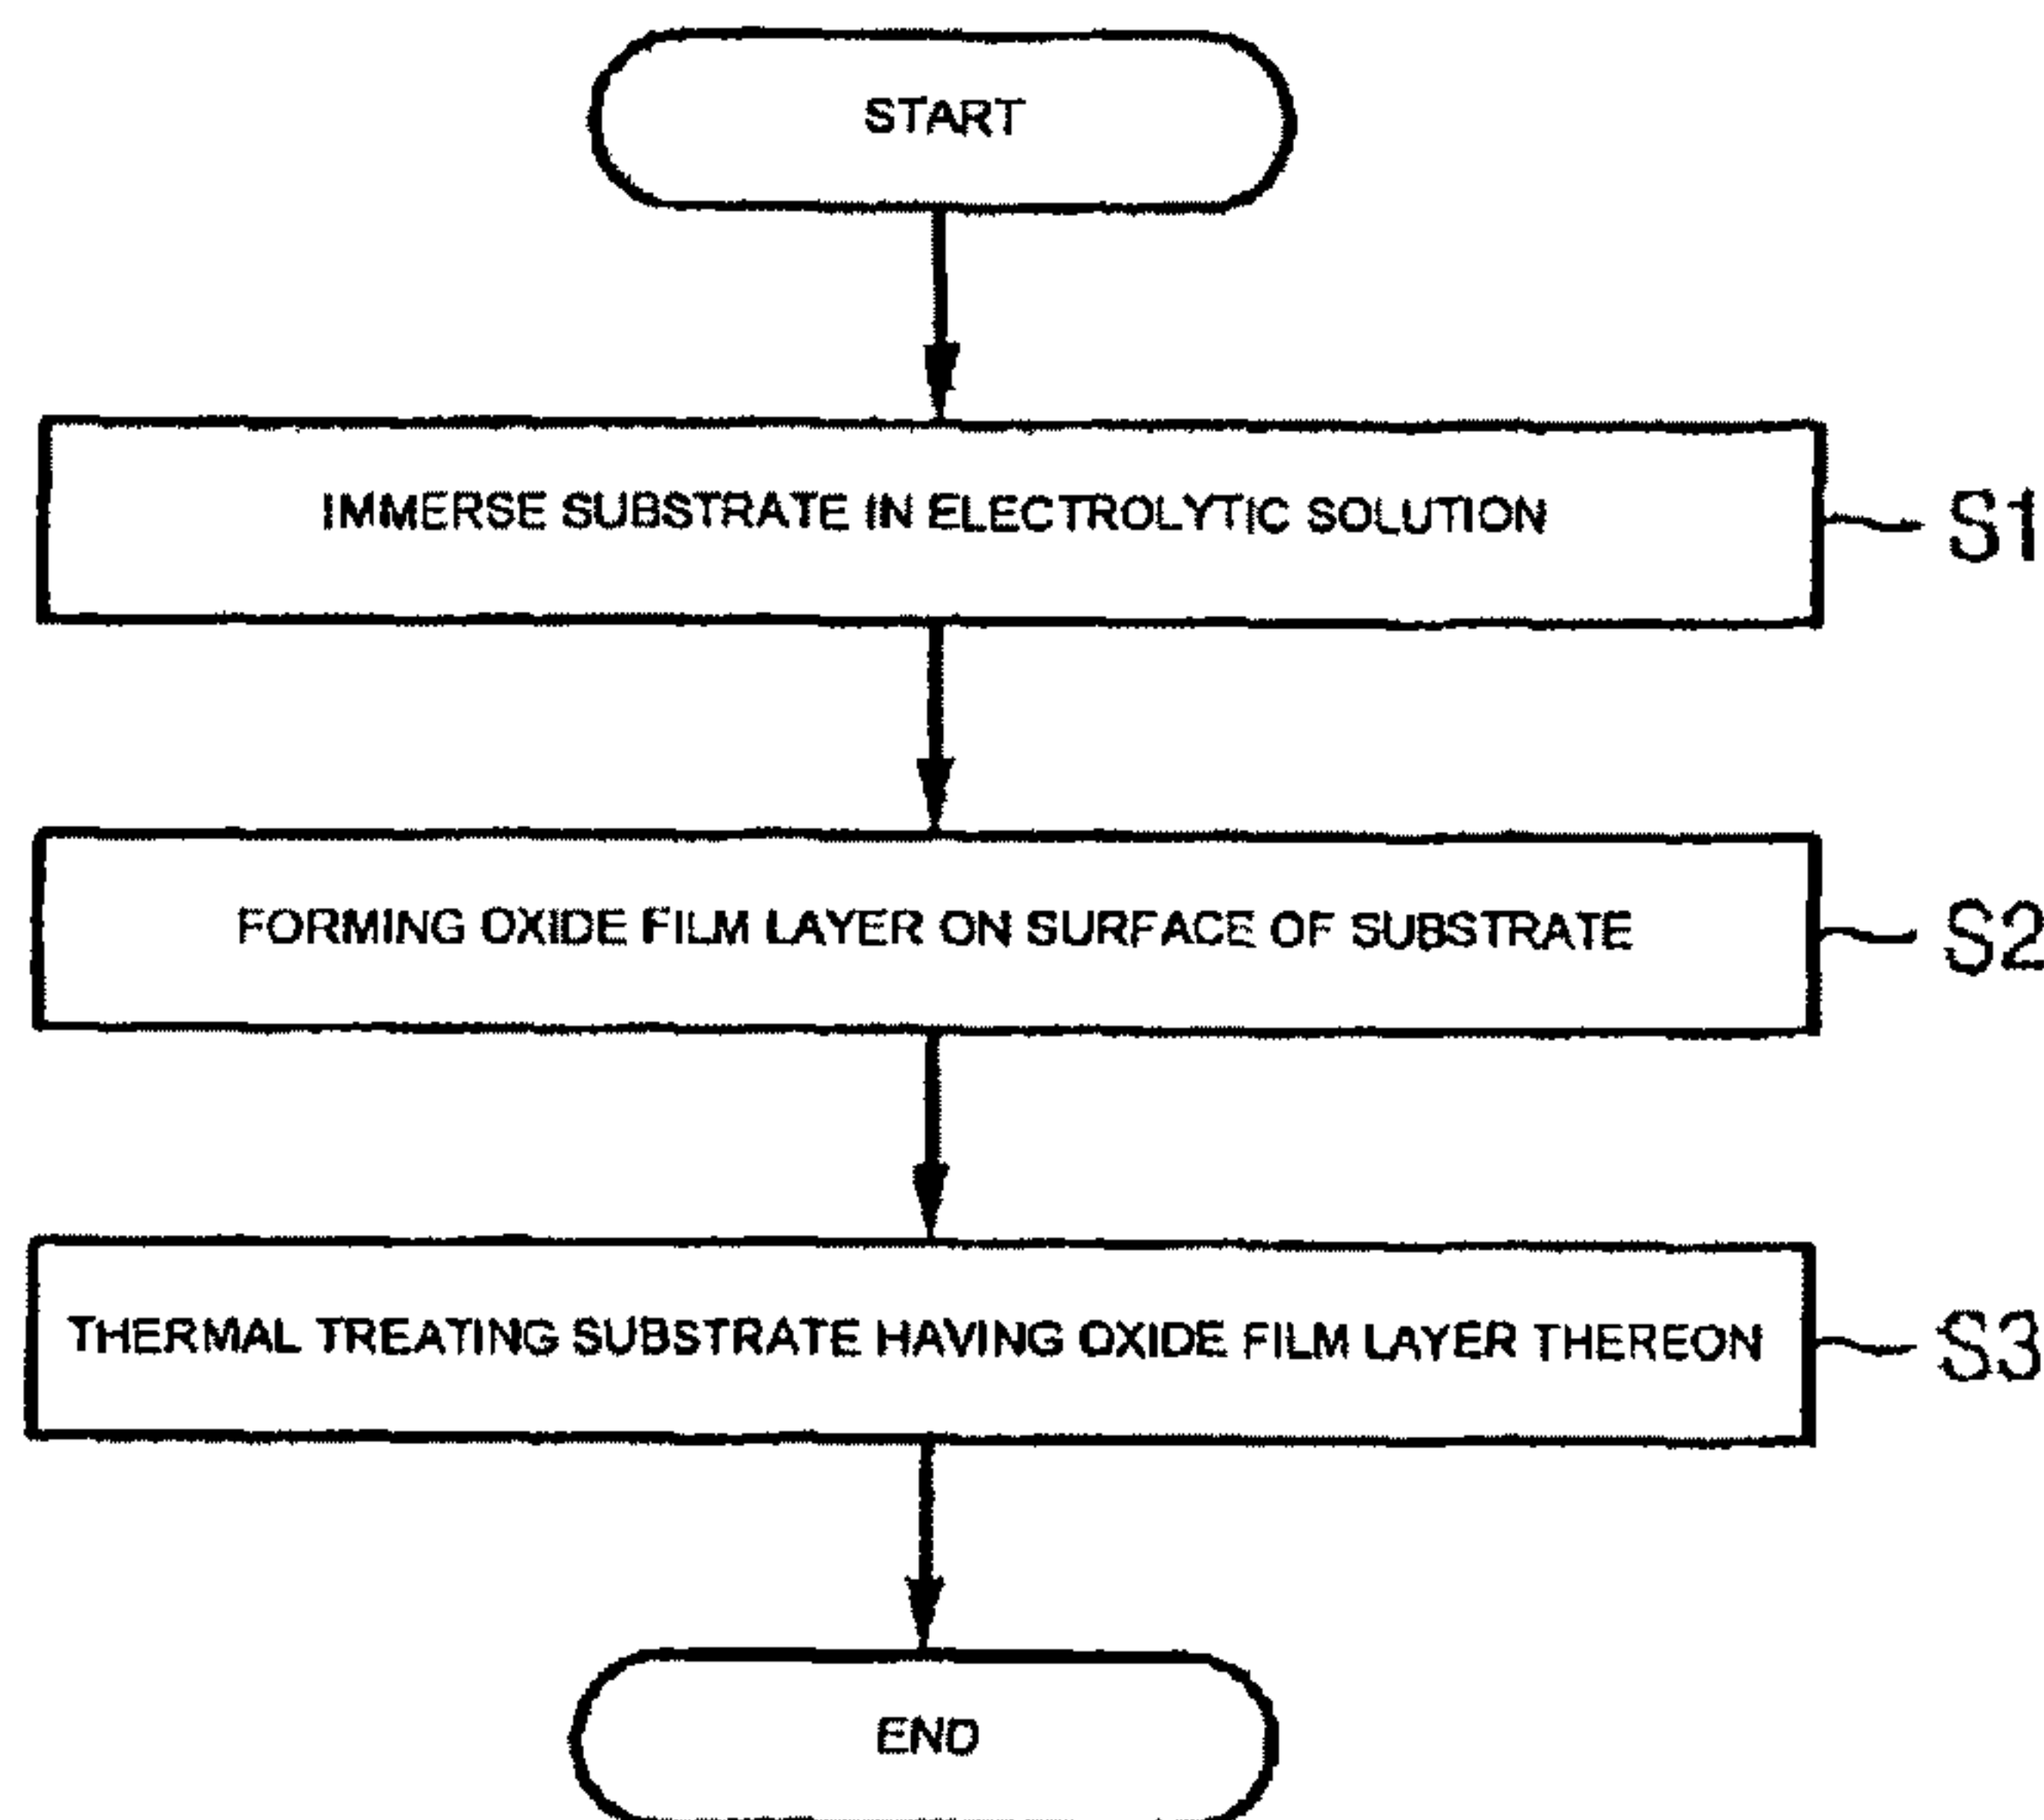 START
IMMERSE SUBSTRATE IN ELECTROLYTIC SOLUTION
S1
FORMING OXIDE FILM LAYER ON SURFACE OF SUBSTRATE
S2
THERMAL TREATING SUBSTRATE HAVING OXIDE FILM LAYER THEREON
S3
END